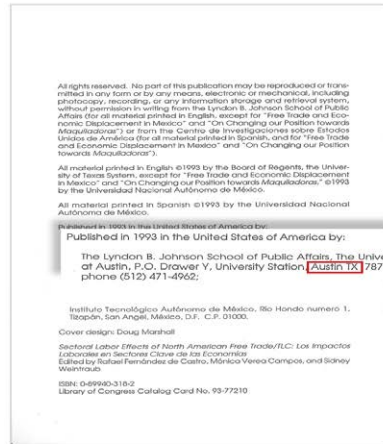 All rights reserved. No part of this publication may be reproduced or trans-
mitted in any form or by any means, electronic or mechanical, including
photocopy, recording, or any information storage and retrieval system,
without permission in writing from the Lyndon B. Johnson School of Public
Affairs (for all material printed in English, except for "Free Trade and Eco-
nomic Displacement in Mexico" and "On Changing our Position towards
Maquiladoras") or from the Centro de Investigaciones sobre Estados
Unidos de América (for all material printed in Spanish, and for "Free Trade
and Economic Displacement in Mexico" and "On Changing our Position
towards Maquiladoras").
All material printed in English ©1993 by the Board of Regents, the Univer-
sity of Texas System, except for "Free Trade and Economic Displacement
in Mexico" and "On Changing our Position towards Maquiladoras," ©1993
by the Universidad Nacional Autónoma de México.
All material printed in Spanish ©1993 by the Universidad Nacional
Autónoma de México.
Published in 1993 in the United States of America by:
Published in 1993 in the United States of America by:
The Lyndon B. Johnson School of Public Affairs, The Unive
at Austin, P.O. Drawer Y, University Station, Austin TX 787
phone (512) 471-4962;
Instituto Tecnológico Autónomo de México, Río Hondo numero 1,
Tizapán, San Angel, México, D.F. C.P. 01000.
Cover design: Doug Marshall
Sectoral Labor Effects of North American Free Trade/TLC: Los Impactos
Laborales en Sectores Clave de las Economías
Edited by Rafael Fernández de Castro, Mónica Verea Campos, and Sidney
Weintraub
ISBN: 0-89940-318-2
Library of Congress Catalog Card No. 93-77210